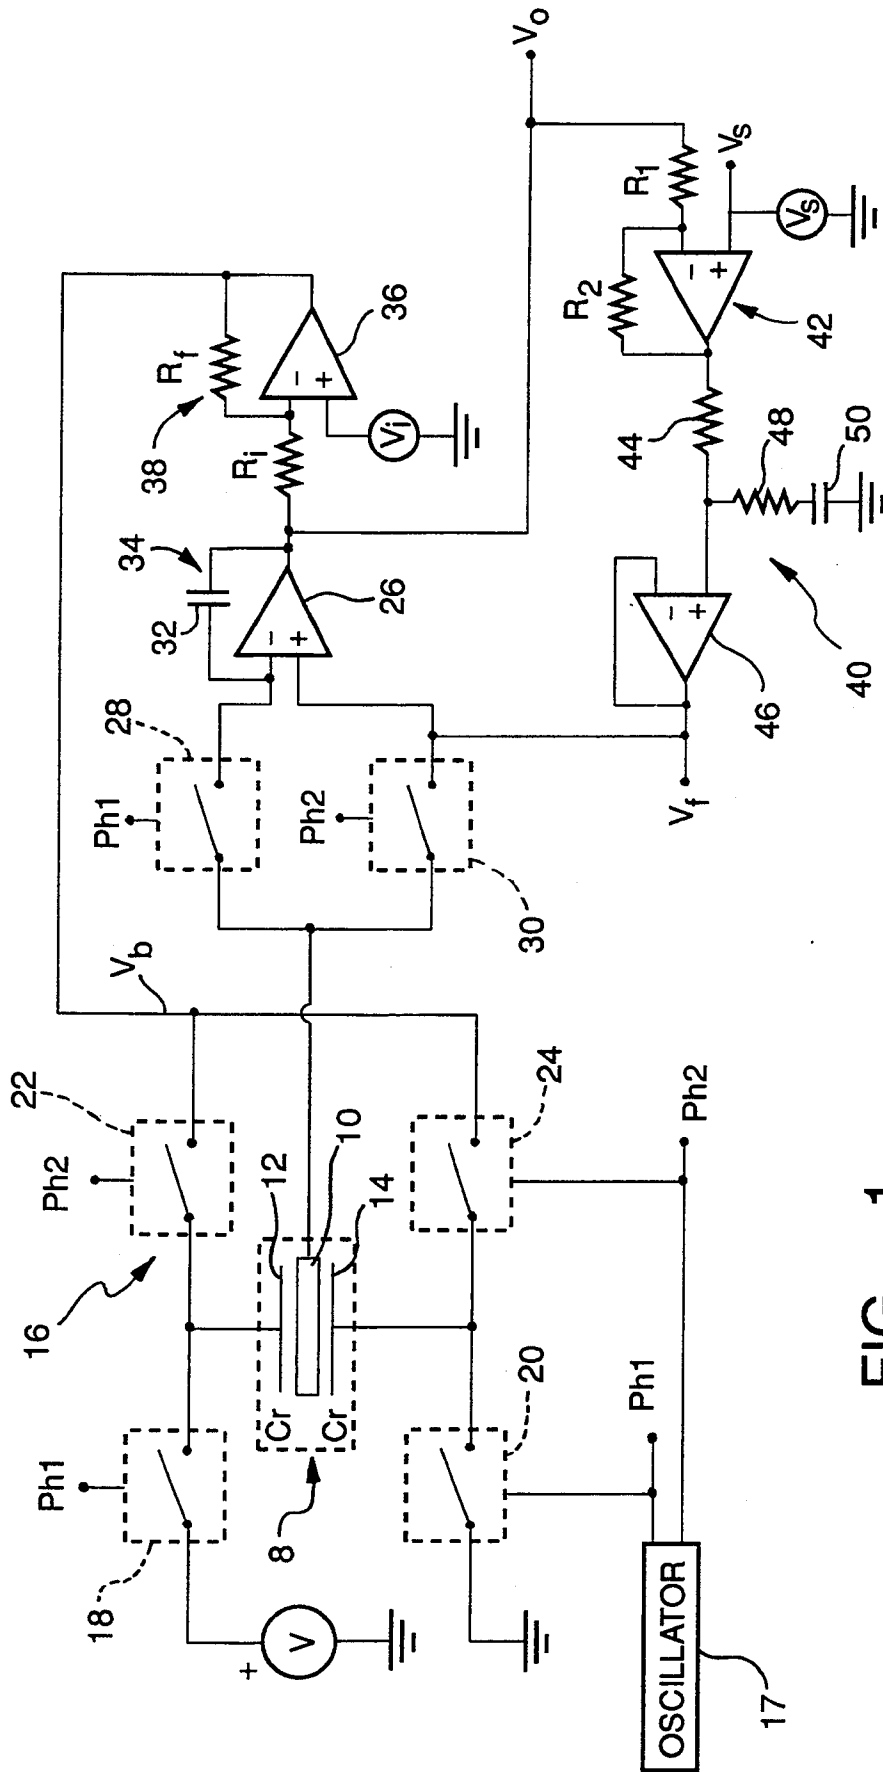 22
Ph2
16
Ph1
18
V
+
Cr
Cr
8
12
10
14
24
20
Ph1
Ph2
OSCILLATOR
17
Vb
28
Ph1
Ph2
30
34
32
26
38
Rf
Ri
36
Vi
Vo
R1
R2
Vs
Vs
42
44
48
50
40
46
Vf
−
+
−
+
−
+
−
+
FIG. 1